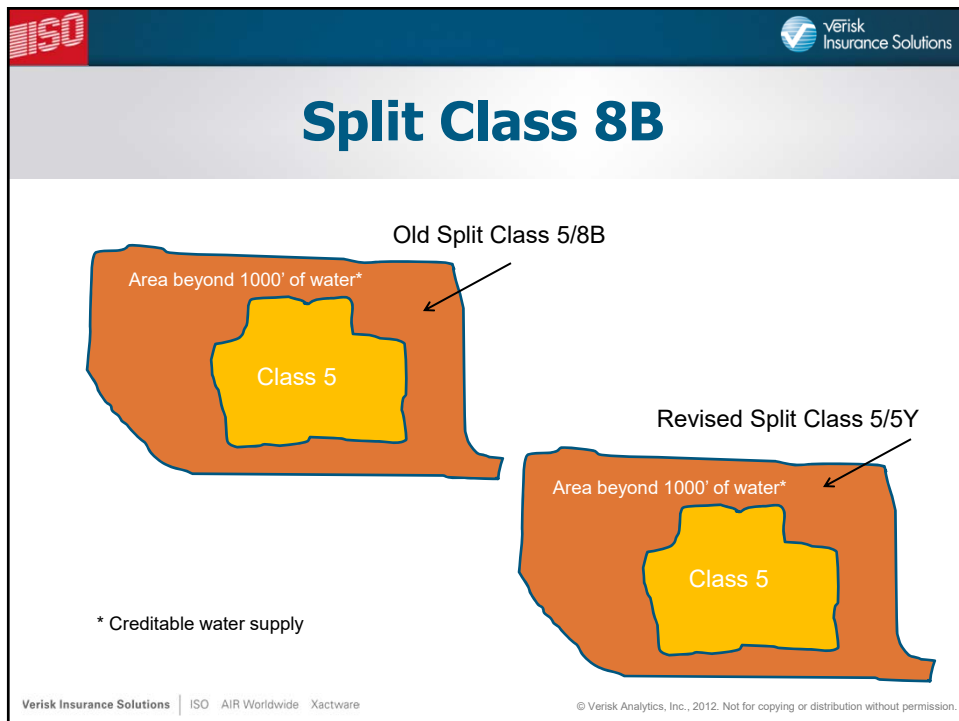 ISO
Verisk
Insurance Solutions
Split Class 8B
Old Split Class 5/8B
Area beyond 1000’ of water*
Class 5
Revised Split Class 5/5Y
Area beyond 1000’ of water*
Class 5
* Creditable water supply
Verisk Insurance Solutions | ISO AIR Worldwide Xactware
© Verisk Analytics, Inc., 2012. Not for copying or distribution without permission.